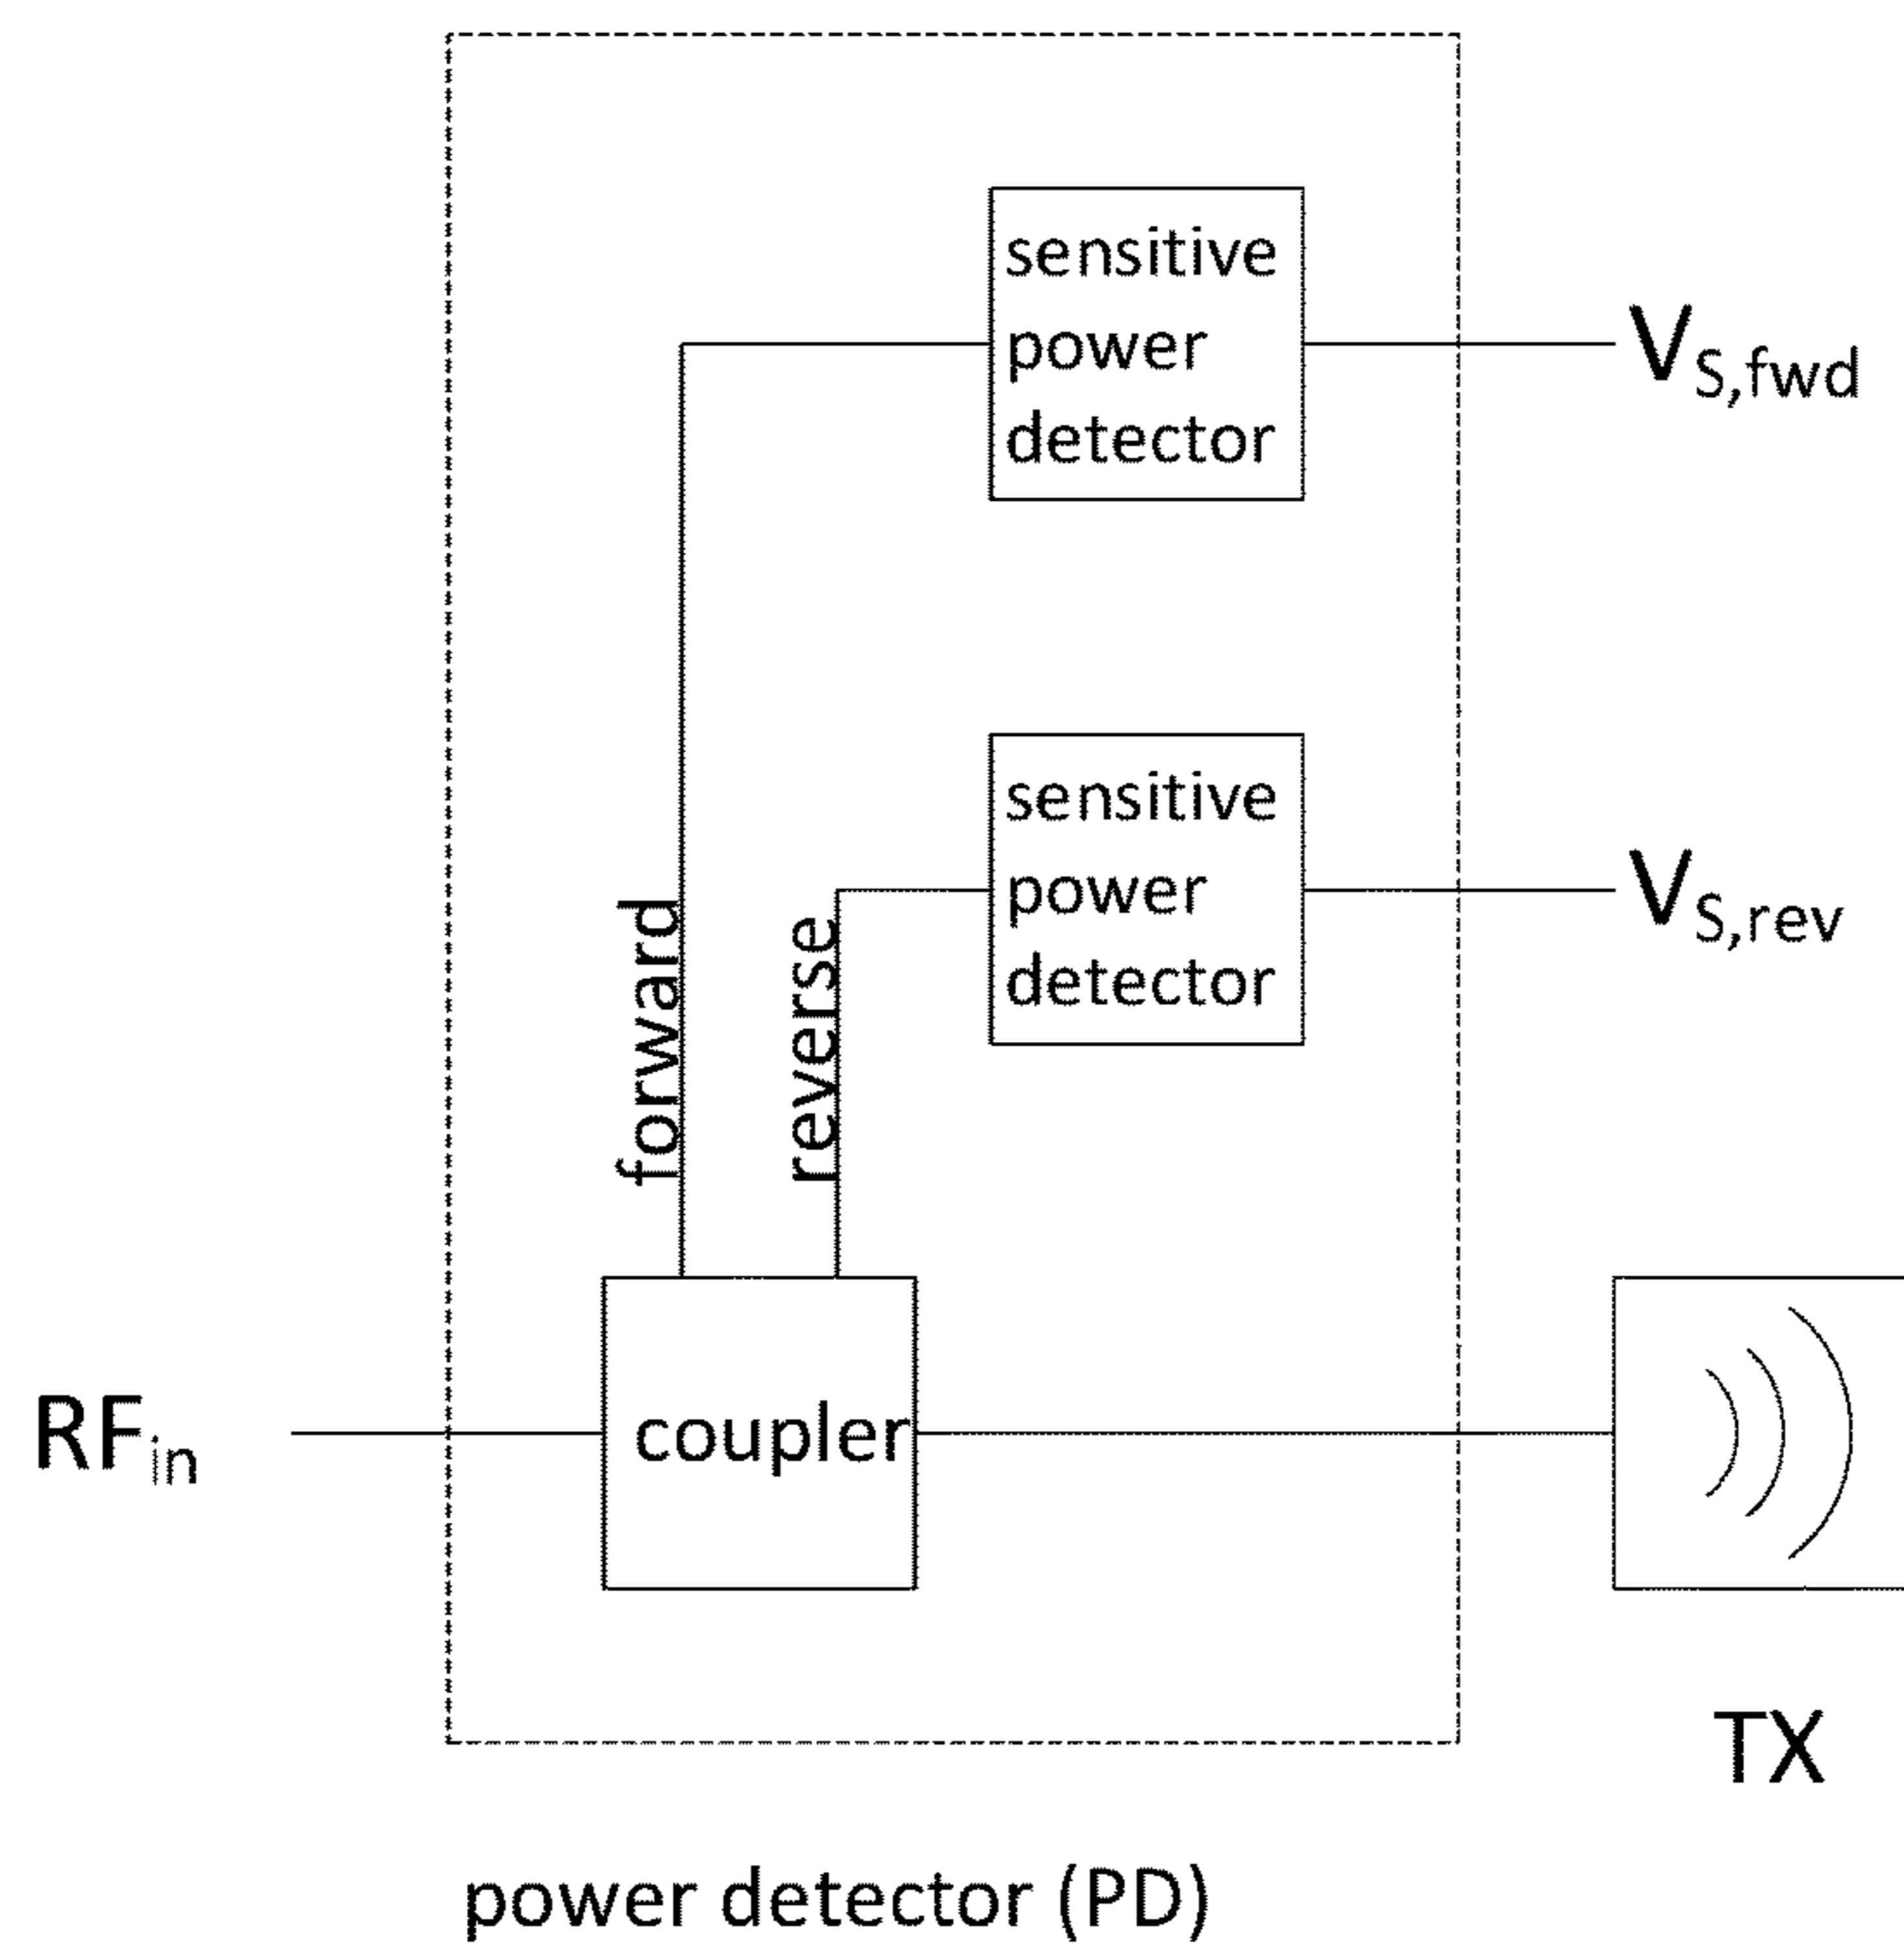 sensitive
power
detector
V_S,fwd
sensitive
power
detector
V_S,rev
forward
reverse
RF_in
coupler
TX
power detector (PD)